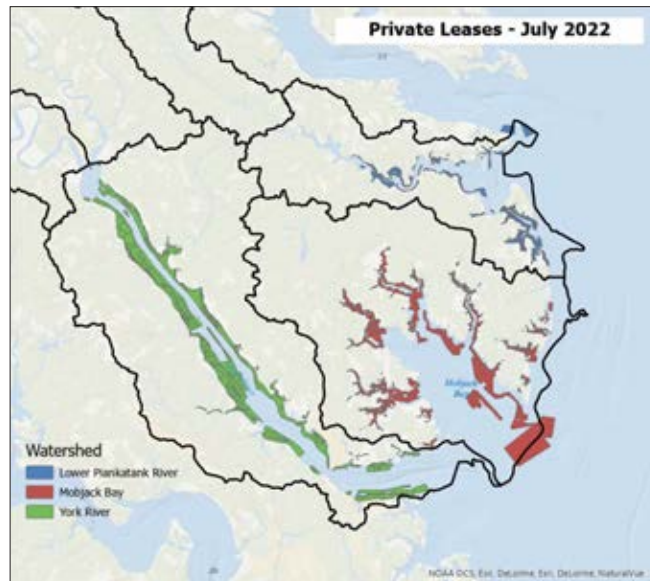 Private Leases - July 2022
Mobjack
Bay
Watershed
Lower Piankatank River
Mobjack Bay
York River
NOAA OCS, Esri, DeLorme, Esri, DeLorme, NaturalVue